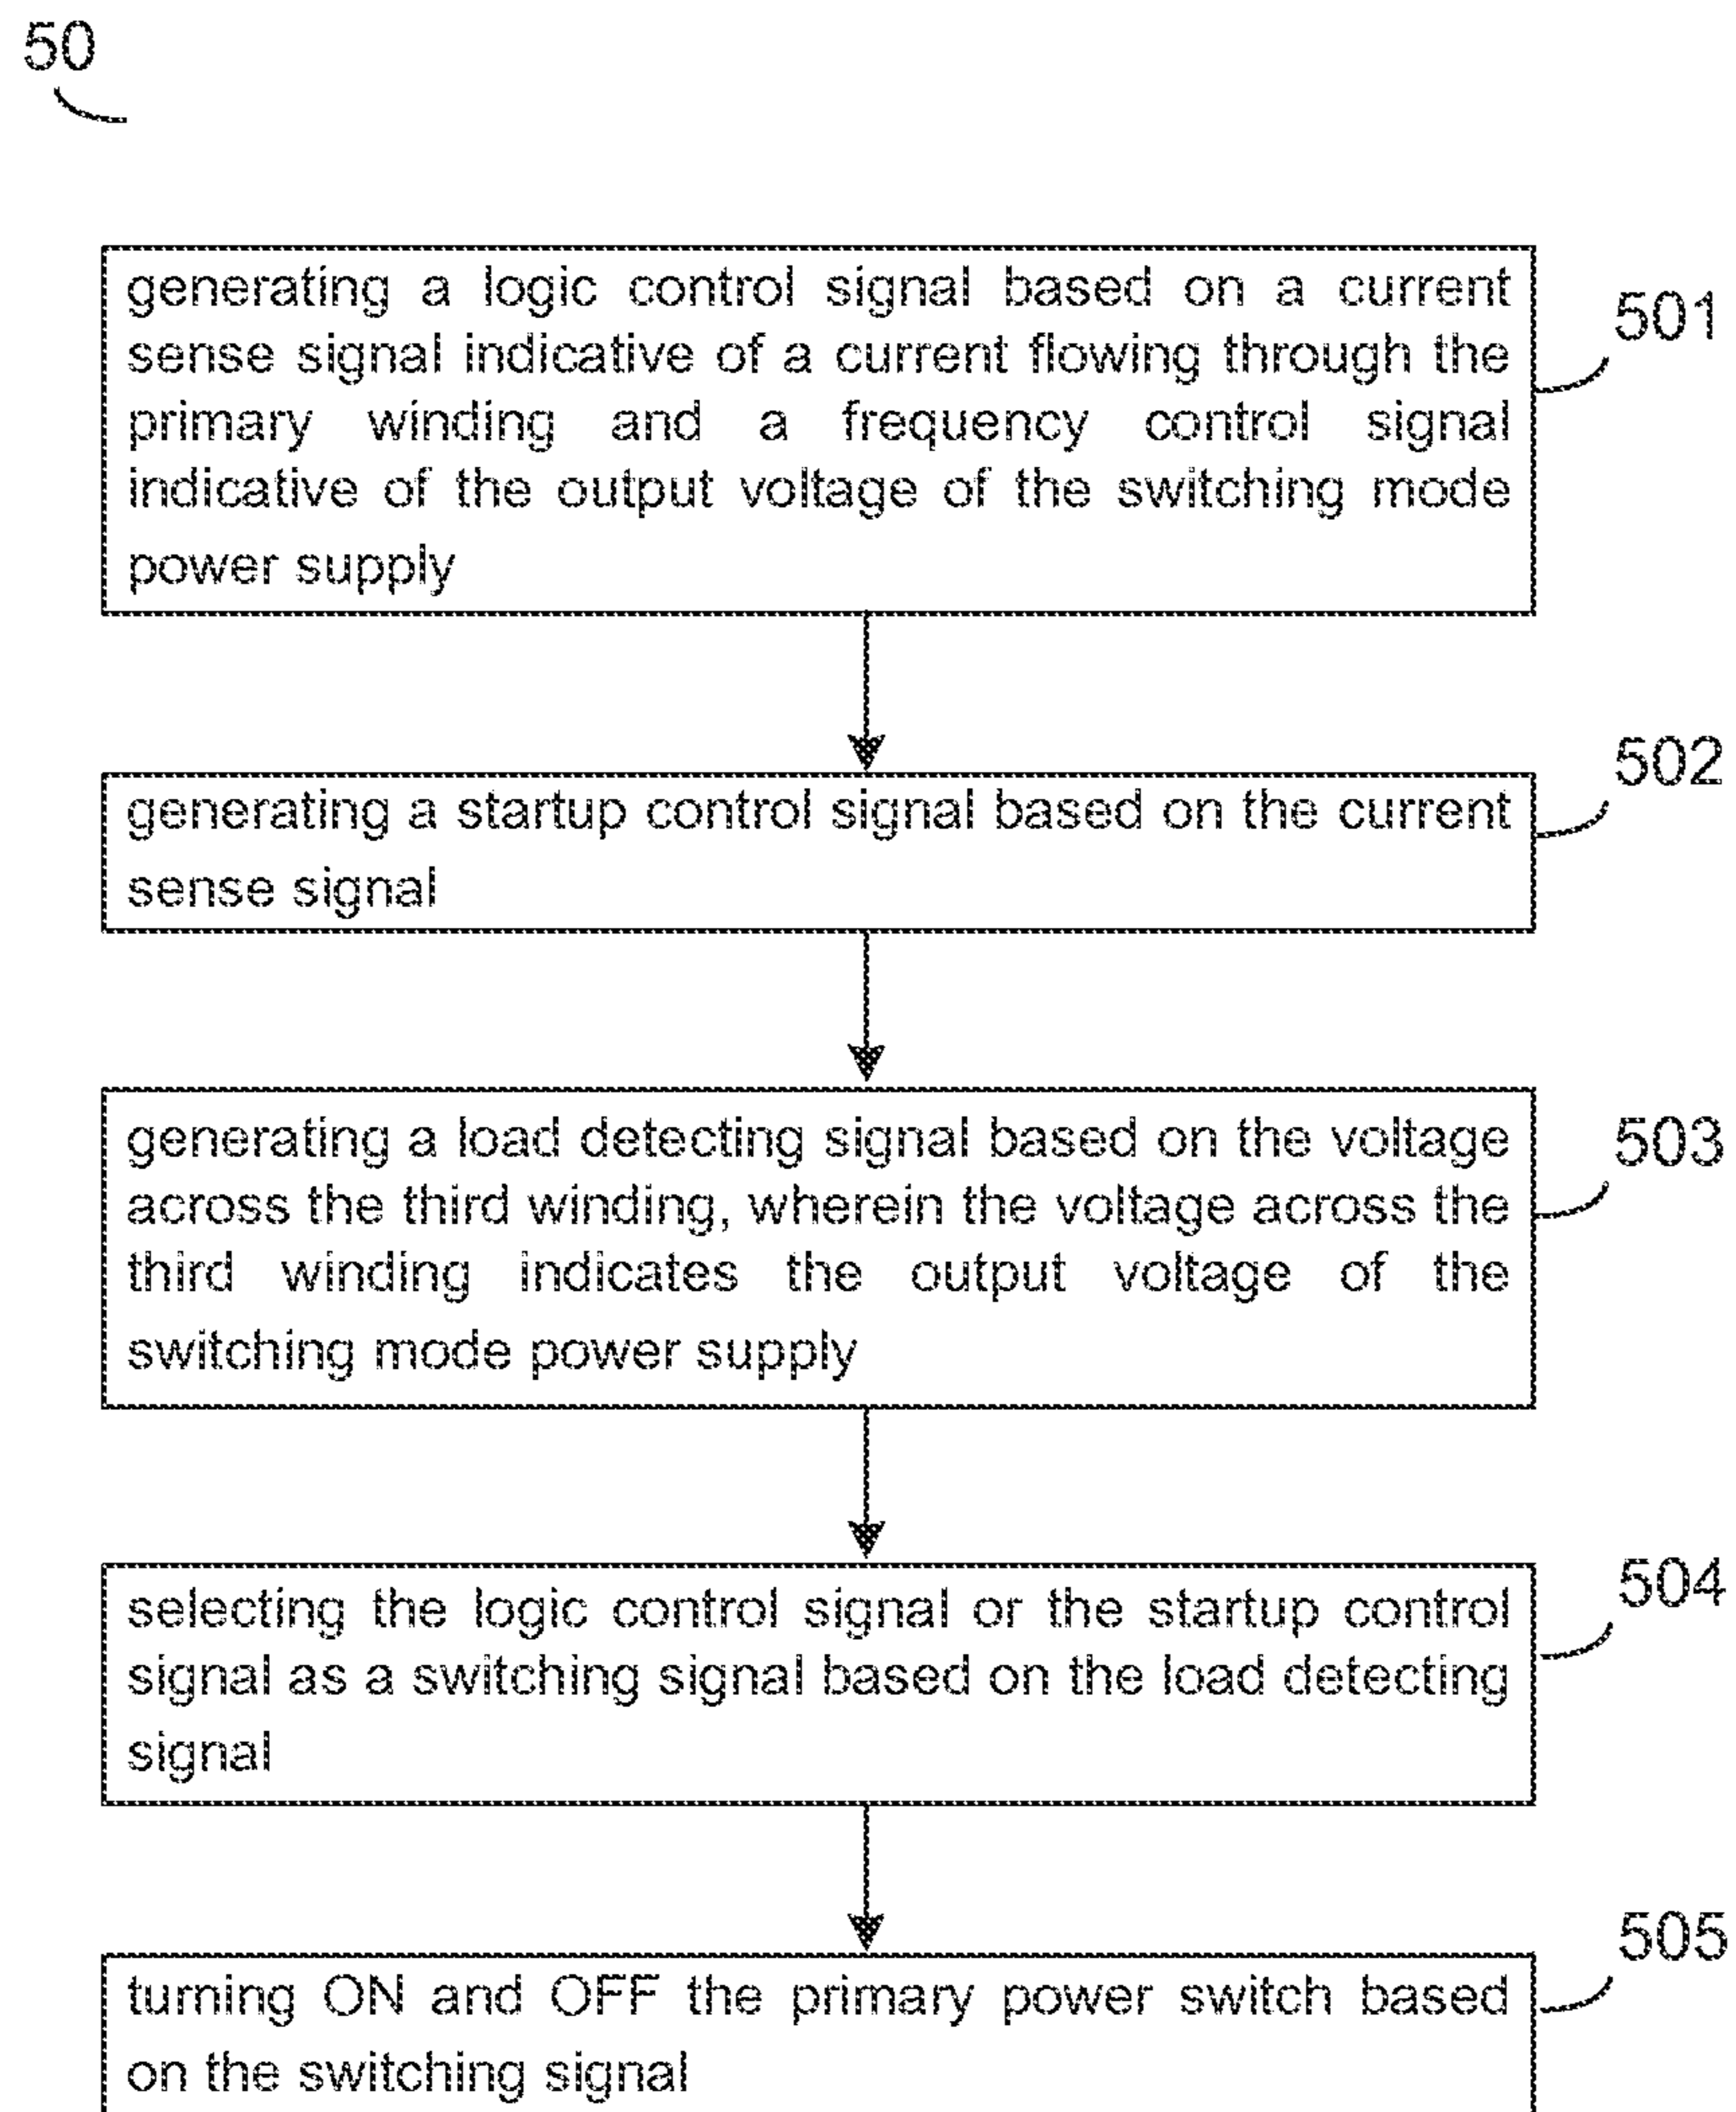 50
generating a logic control signal based on a current
sense signal indicative of a current flowing through the
primary winding and a frequency control signal
indicative of the output voltage of the switching mode
power supply
501
generating a startup control signal based on the current
sense signal
502
generating a load detecting signal based on the voltage
across the third winding, wherein the voltage across the
third winding indicates the output voltage of the
switching mode power supply
503
selecting the logic control signal or the startup control
signal as a switching signal based on the load detecting
signal
504
turning ON and OFF the primary power switch based
on the switching signal
505